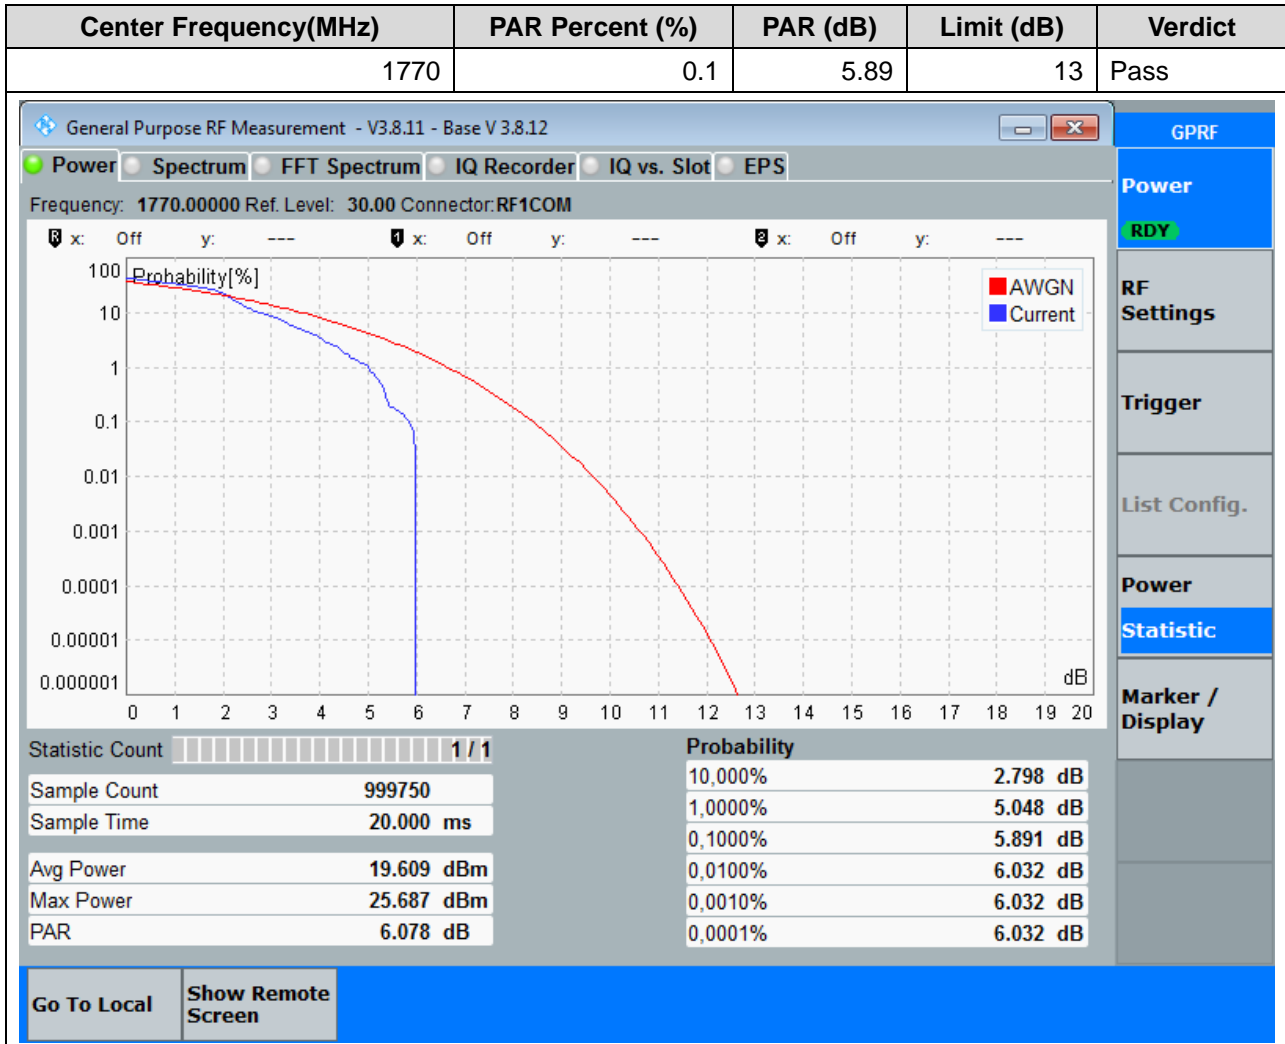 Center Frequency(MHz) PAR Percent (%) PAR (dB) Limit (dB) Verdict
1770 0.1 5.89 13 Pass
General Purpose RF Measurement - V3.8.11 - Base V 3.8.12
GPRF
Power Spectrum FFT Spectrum IQ Recorder IQ vs. Slot EPS
Frequency: 1770.00000 Ref. Level: 30.00 Connector: RF1COM
R x: Off y: --- 1 x: Off y: --- 2 x: Off y: ---
Probability[%]
AWGN
Current
100
10
1
0.1
0.01
0.001
0.0001
0.00001
0.000001
dB
0 1 2 3 4 5 6 7 8 9 10 11 12 13 14 15 16 17 18 19 20
Statistic Count 1 / 1
Sample Count 999750
Sample Time 20.000 ms
Avg Power 19.609 dBm
Max Power 25.687 dBm
PAR 6.078 dB
Probability
10,000% 2.798 dB
1,0000% 5.048 dB
0,1000% 5.891 dB
0,0100% 6.032 dB
0,0010% 6.032 dB
0,0001% 6.032 dB
Power
RDY
RF
Settings
Trigger
List Config.
Power
Statistic
Marker /
Display
Go To Local
Show Remote
Screen